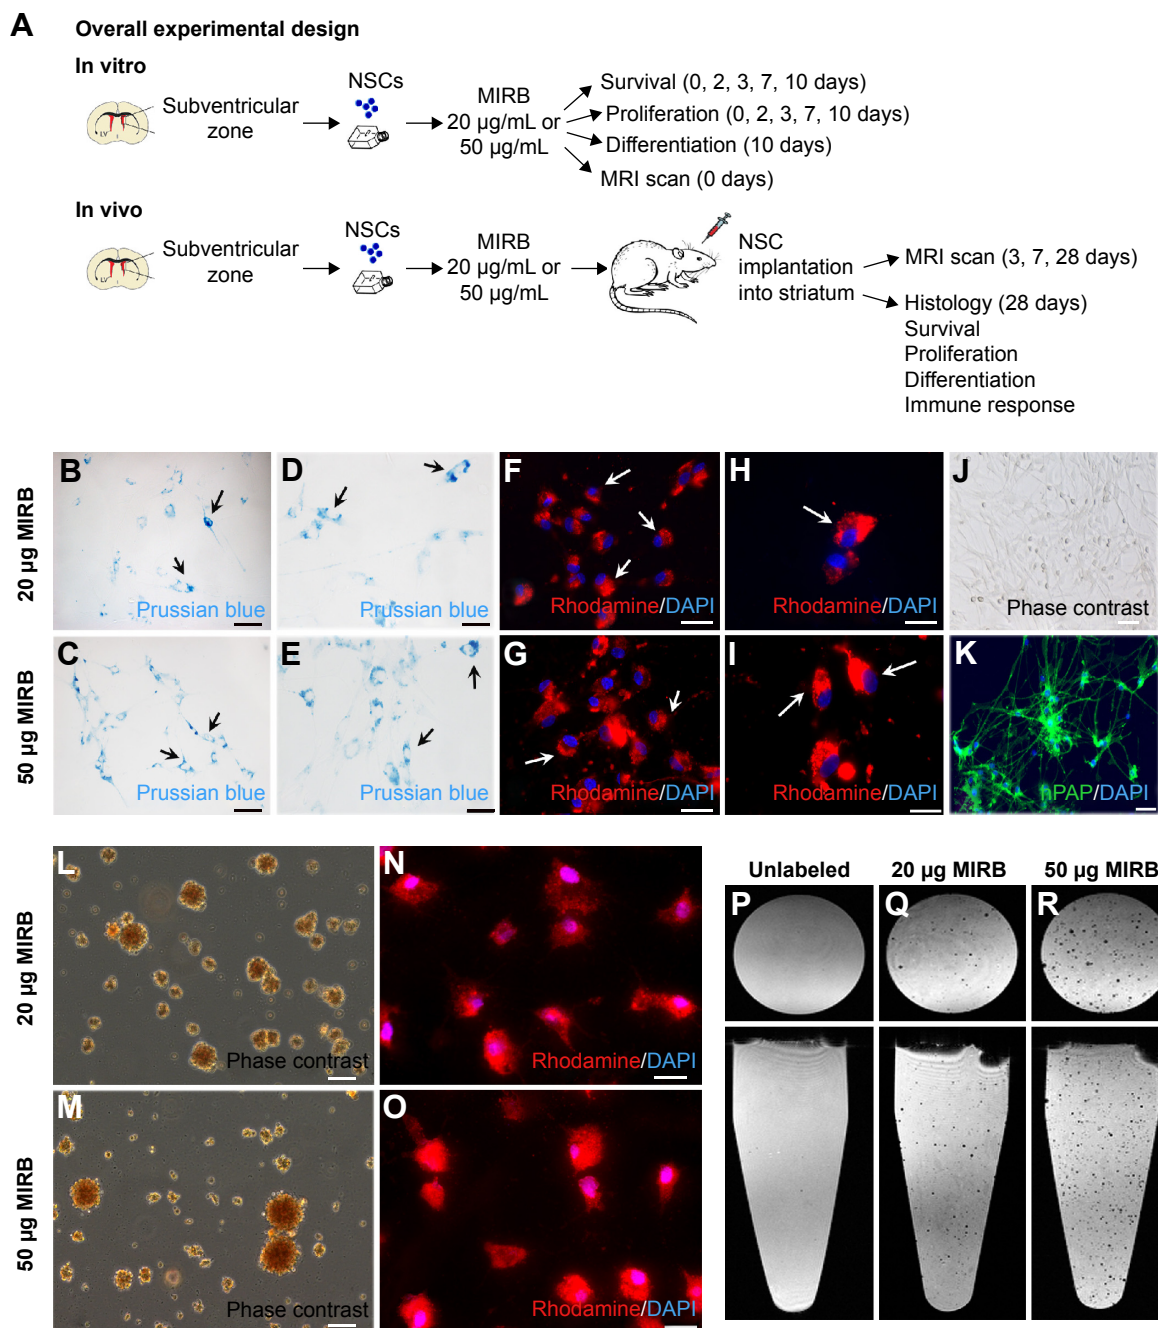 A Overall experimental design
In vitro
Subventricular
zone
NSCs
MIRB
20 µg/mL or
50 µg/mL
Survival (0, 2, 3, 7, 10 days)
Proliferation (0, 2, 3, 7, 10 days)
Differentiation (10 days)
MRI scan (0 days)
LV
In vivo
Subventricular
zone
NSCs
MIRB
20 µg/mL or
50 µg/mL
NSC
implantation
into striatum
MRI scan (3, 7, 28 days)
Histology (28 days)
Survival
Proliferation
Differentiation
Immune response
LV
20 µg MIRB
B
Prussian blue
D
Prussian blue
F
Rhodamine/DAPI
H
Rhodamine/DAPI
J
Phase contrast
50 µg MIRB
C
Prussian blue
E
Prussian blue
G
Rhodamine/DAPI
I
Rhodamine/DAPI
K
hPAP/DAPI
20 µg MIRB
L
Phase contrast
N
Rhodamine/DAPI
50 µg MIRB
M
Phase contrast
O
Rhodamine/DAPI
Unlabeled
20 µg MIRB
50 µg MIRB
P
Q
R